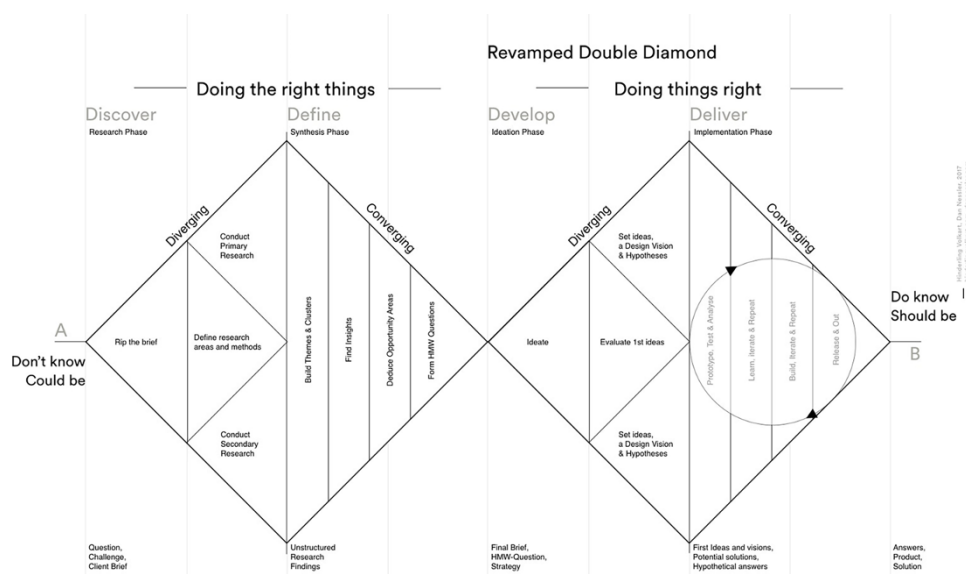 Revamped Double Diamond
Doing the right things
Doing things right
Discover
Research Phase
Define
Synthesis Phase
Develop
Ideation Phase
Deliver
Implementation Phase
Diverging
Converging
Diverging
Converging
A
Don't know
Could be
Rip the brief
Conduct
Primary
Research
Define research
areas and methods
Conduct
Secondary
Research
Build Themes & Clusters
Find Insights
Deduce Opportunity Areas
Form HMW Questions
Ideate
Set ideas,
a Design Vision
& Hypotheses
Evaluate 1st ideas
Set ideas,
a Design Vision
& Hypotheses
Prototype, Test & Analyse
Learn, Iterate & Repeat
Build, Iterate & Repeat
Release & Out
Do know
Should be
B
Question,
Challenge,
Client Brief
Unstructured
Research
Findings
Final Brief,
HMW-Question,
Strategy
First Ideas and visions,
Potential solutions,
Hypothetical answers
Answers,
Product,
Solution
Hinderling Volkart, Dan Nessler, 2017